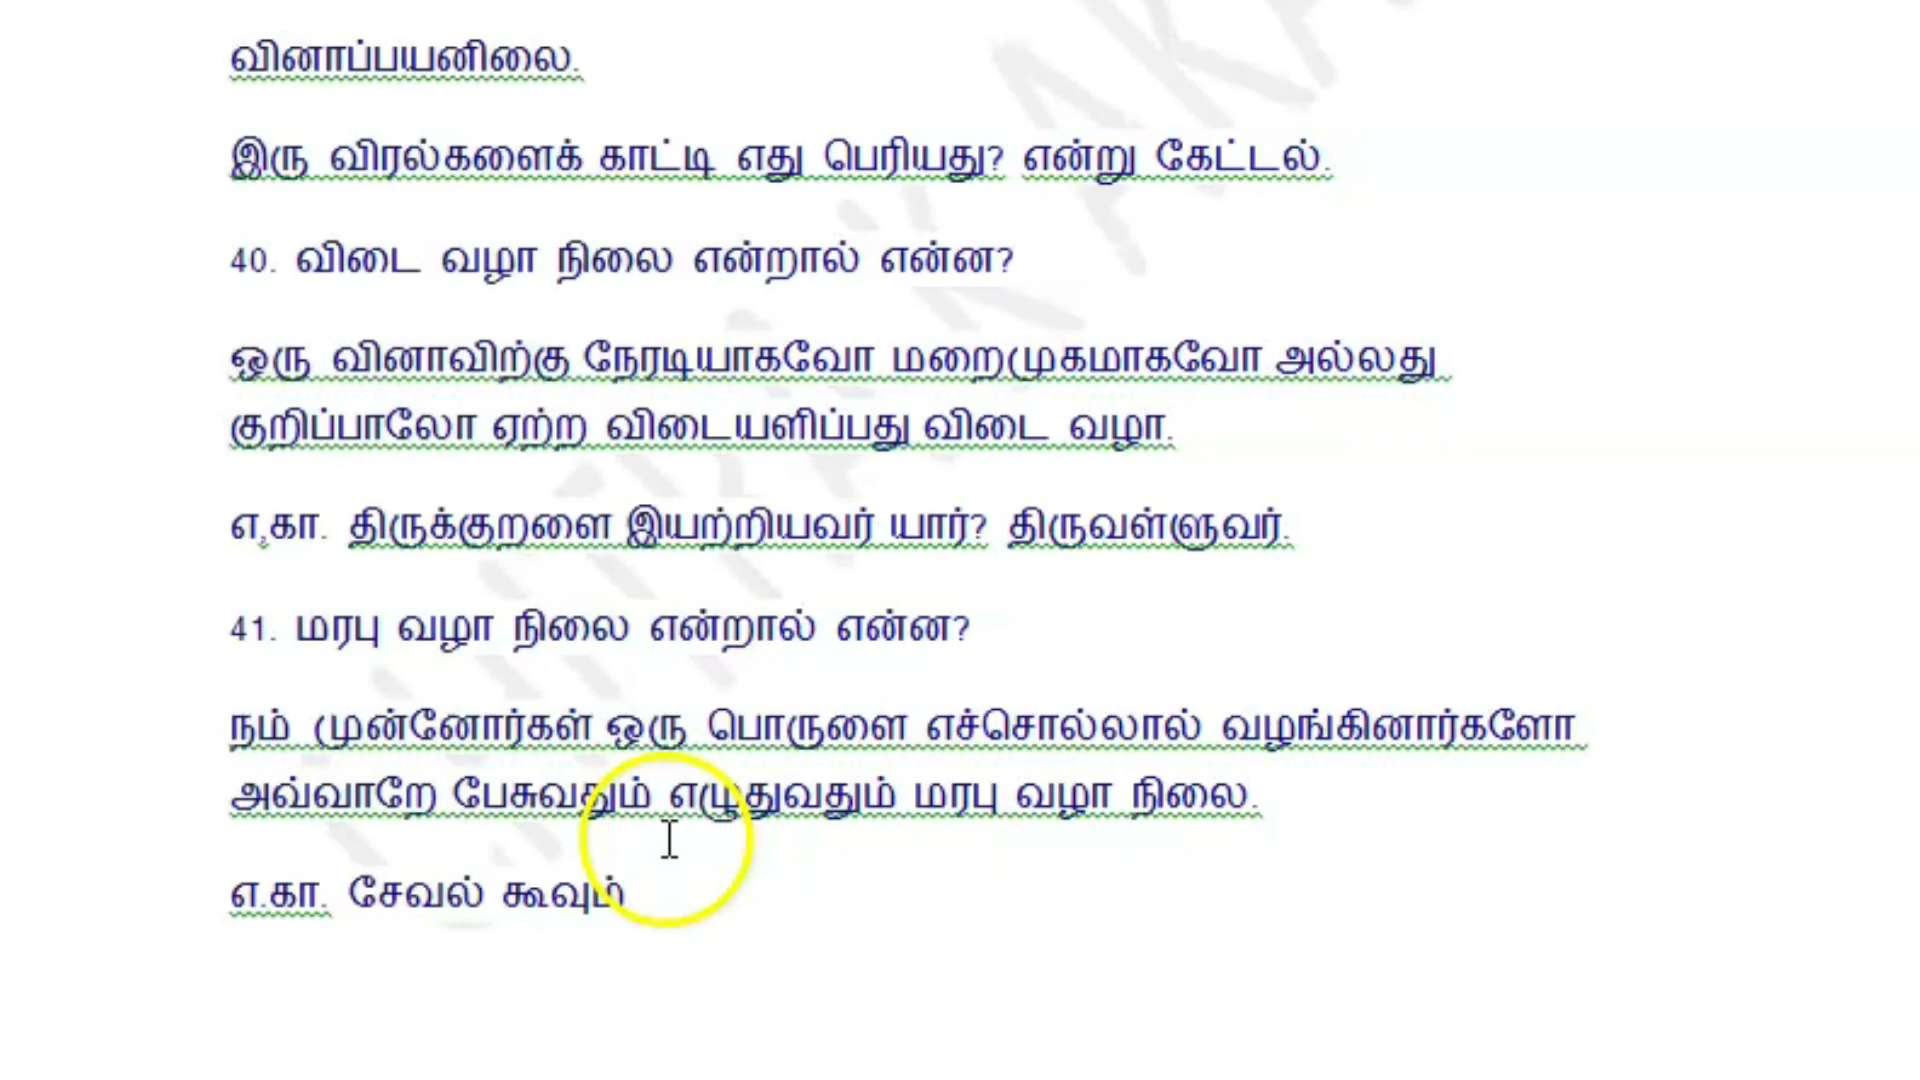 வினாப்பயனிலை.
இரு விரல்களைக் காட்டி எது பெரியது? என்று கேட்டல்.
40. விடை வழா நிலை என்றால் என்ன?
ஒரு வினாவிற்கு நேரடியாகவோ மறைமுகமாகவோ அல்லது
குறிப்பாலோ ஏற்ற விடையளிப்பது விடை வழா.
எ,கா. திருக்குறளை இயற்றியவர் யார்? திருவள்ளுவர்.
41. மரபு வழா நிலை என்றால் என்ன?
நம் முன்னோர்கள் ஒரு பொருளை எச்சொல்லால் வழங்கினார்களோ
அவ்வாறே பேசுவதும் எழுதுவதும் மரபு வழா நிலை.
எ.கா. சேவல் கூவும்